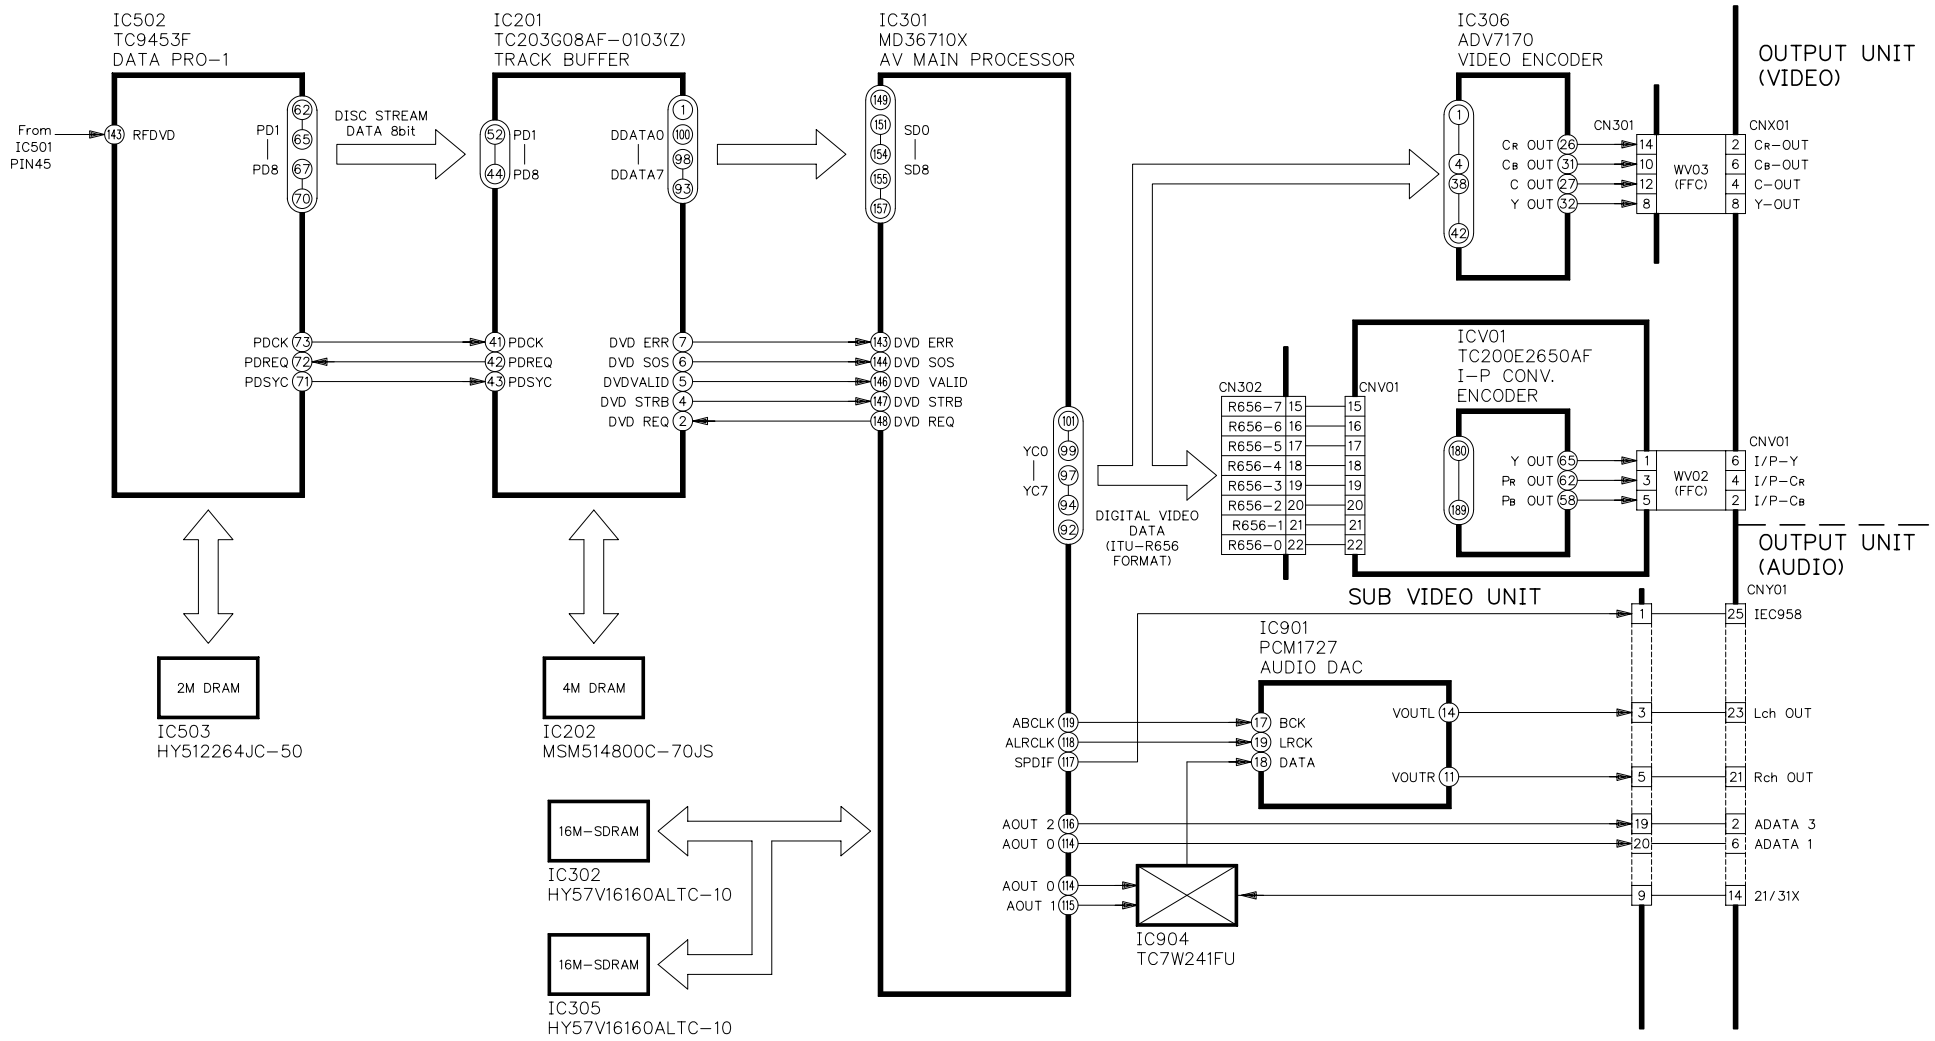 IC502
TC9453F
DATA PRO-1
From
IC501
PIN45
143 RFDVD
PD1
PD8
62
65
67
70
DISC STREAM
DATA 8bit
PDCK 73
PDREQ 72
PDSYC 71
2M DRAM
IC503
HY512264JC-50
IC201
TC203G08AF-0103(Z)
TRACK BUFFER
52 PD1
44 PD8
DDATA0
DDATA7
1
100
98
93
41 PDCK
42 PDREQ
43 PDSYC
DVD ERR 7
DVD SOS 6
DVDVALID 5
DVD STRB 4
DVD REQ 2
4M DRAM
IC202
MSM514800C-70JS
16M-SDRAM
IC302
HY57V16160ALTC-10
16M-SDRAM
IC305
HY57V16160ALTC-10
IC301
MD36710X
AV MAIN PROCESSOR
149
151
154
155
157
SD0
SD8
143 DVD ERR
144 DVD SOS
146 DVD VALID
147 DVD STRB
148 DVD REQ
YC0
YC7
101
99
97
94
92
DIGITAL VIDEO
DATA
(ITU-R656
FORMAT)
ABCLK 119
ALRCLK 118
SPDIF 117
AOUT 2 116
AOUT 0 114
AOUT 0 114
AOUT 1 115
IC306
ADV7170
VIDEO ENCODER
1
4
38
42
CR OUT 26
CB OUT 31
C OUT 27
Y OUT 32
CN301
14
10
12
8
WV03
(FFC)
CNX01
2 CR-OUT
6 CB-OUT
4 C-OUT
8 Y-OUT
OUTPUT UNIT
(VIDEO)
CN302
R656-7 15
R656-6 16
R656-5 17
R656-4 18
R656-3 19
R656-2 20
R656-1 21
R656-0 22
CNV01
15
16
17
18
19
20
21
22
ICV01
TC200E2650AF
I-P CONV.
ENCODER
180
189
Y OUT 65
PR OUT 62
PB OUT 58
1
3
5
WV02
(FFC)
CNV01
6 I/P-Y
4 I/P-CR
2 I/P-CB
SUB VIDEO UNIT
OUTPUT UNIT
(AUDIO)
CNY01
1 25 IEC958
IC901
PCM1727
AUDIO DAC
17 BCK
19 LRCK
18 DATA
VOUTL 14
VOUTR 11
3 23 Lch OUT
5 21 Rch OUT
19 2 ADATA 3
20 6 ADATA 1
9 14 21/31X
IC904
TC7W241FU